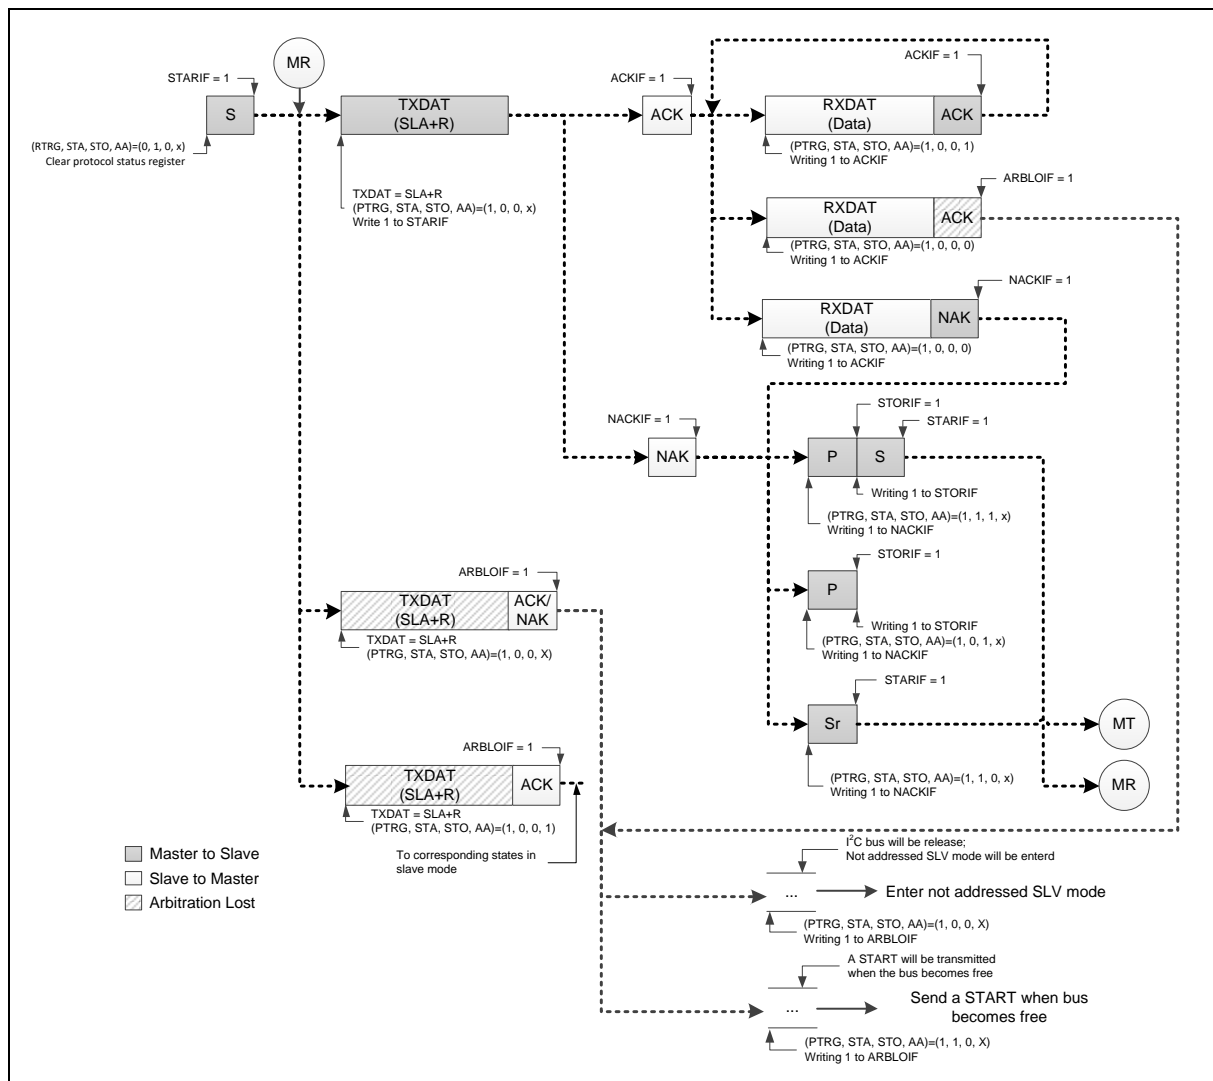 MR
STARIF = 1
S
(RTRG, STA, STO, AA)=(0, 1, 0, x)
Clear protocol status register
TXDAT
(SLA+R)
TXDAT = SLA+R
(PTRG, STA, STO, AA)=(1, 0, 0, x)
Write 1 to STARIF
ACKIF = 1
ACK
ACKIF = 1
RXDAT
(Data)
ACK
(PTRG, STA, STO, AA)=(1, 0, 0, 1)
Writing 1 to ACKIF
ARBLOIF = 1
RXDAT
(Data)
ACK
(PTRG, STA, STO, AA)=(1, 0, 0, 0)
Writing 1 to ACKIF
NACKIF = 1
RXDAT
(Data)
NAK
(PTRG, STA, STO, AA)=(1, 0, 0, 0)
Writing 1 to ACKIF
NACKIF = 1
NAK
STORIF = 1
STARIF = 1
P
S
Writing 1 to STORIF
(PTRG, STA, STO, AA)=(1, 1, 1, x)
Writing 1 to NACKIF
STORIF = 1
P
Writing 1 to STORIF
(PTRG, STA, STO, AA)=(1, 0, 1, x)
Writing 1 to NACKIF
STARIF = 1
Sr
(PTRG, STA, STO, AA)=(1, 1, 0, x)
Writing 1 to NACKIF
MT
MR
ARBLOIF = 1
TXDAT
(SLA+R)
ACK/
NAK
TXDAT = SLA+R
(PTRG, STA, STO, AA)=(1, 0, 0, X)
ARBLOIF = 1
TXDAT
(SLA+R)
ACK
TXDAT = SLA+R
(PTRG, STA, STO, AA)=(1, 0, 0, 1)
To corresponding states in
slave mode
Master to Slave
Slave to Master
Arbitration Lost
I²C bus will be release;
Not addressed SLV mode will be enterd
...
Enter not addressed SLV mode
(PTRG, STA, STO, AA)=(1, 0, 0, X)
Writing 1 to ARBLOIF
A START will be transmitted
when the bus becomes free
...
Send a START when bus
becomes free
(PTRG, STA, STO, AA)=(1, 1, 0, X)
Writing 1 to ARBLOIF